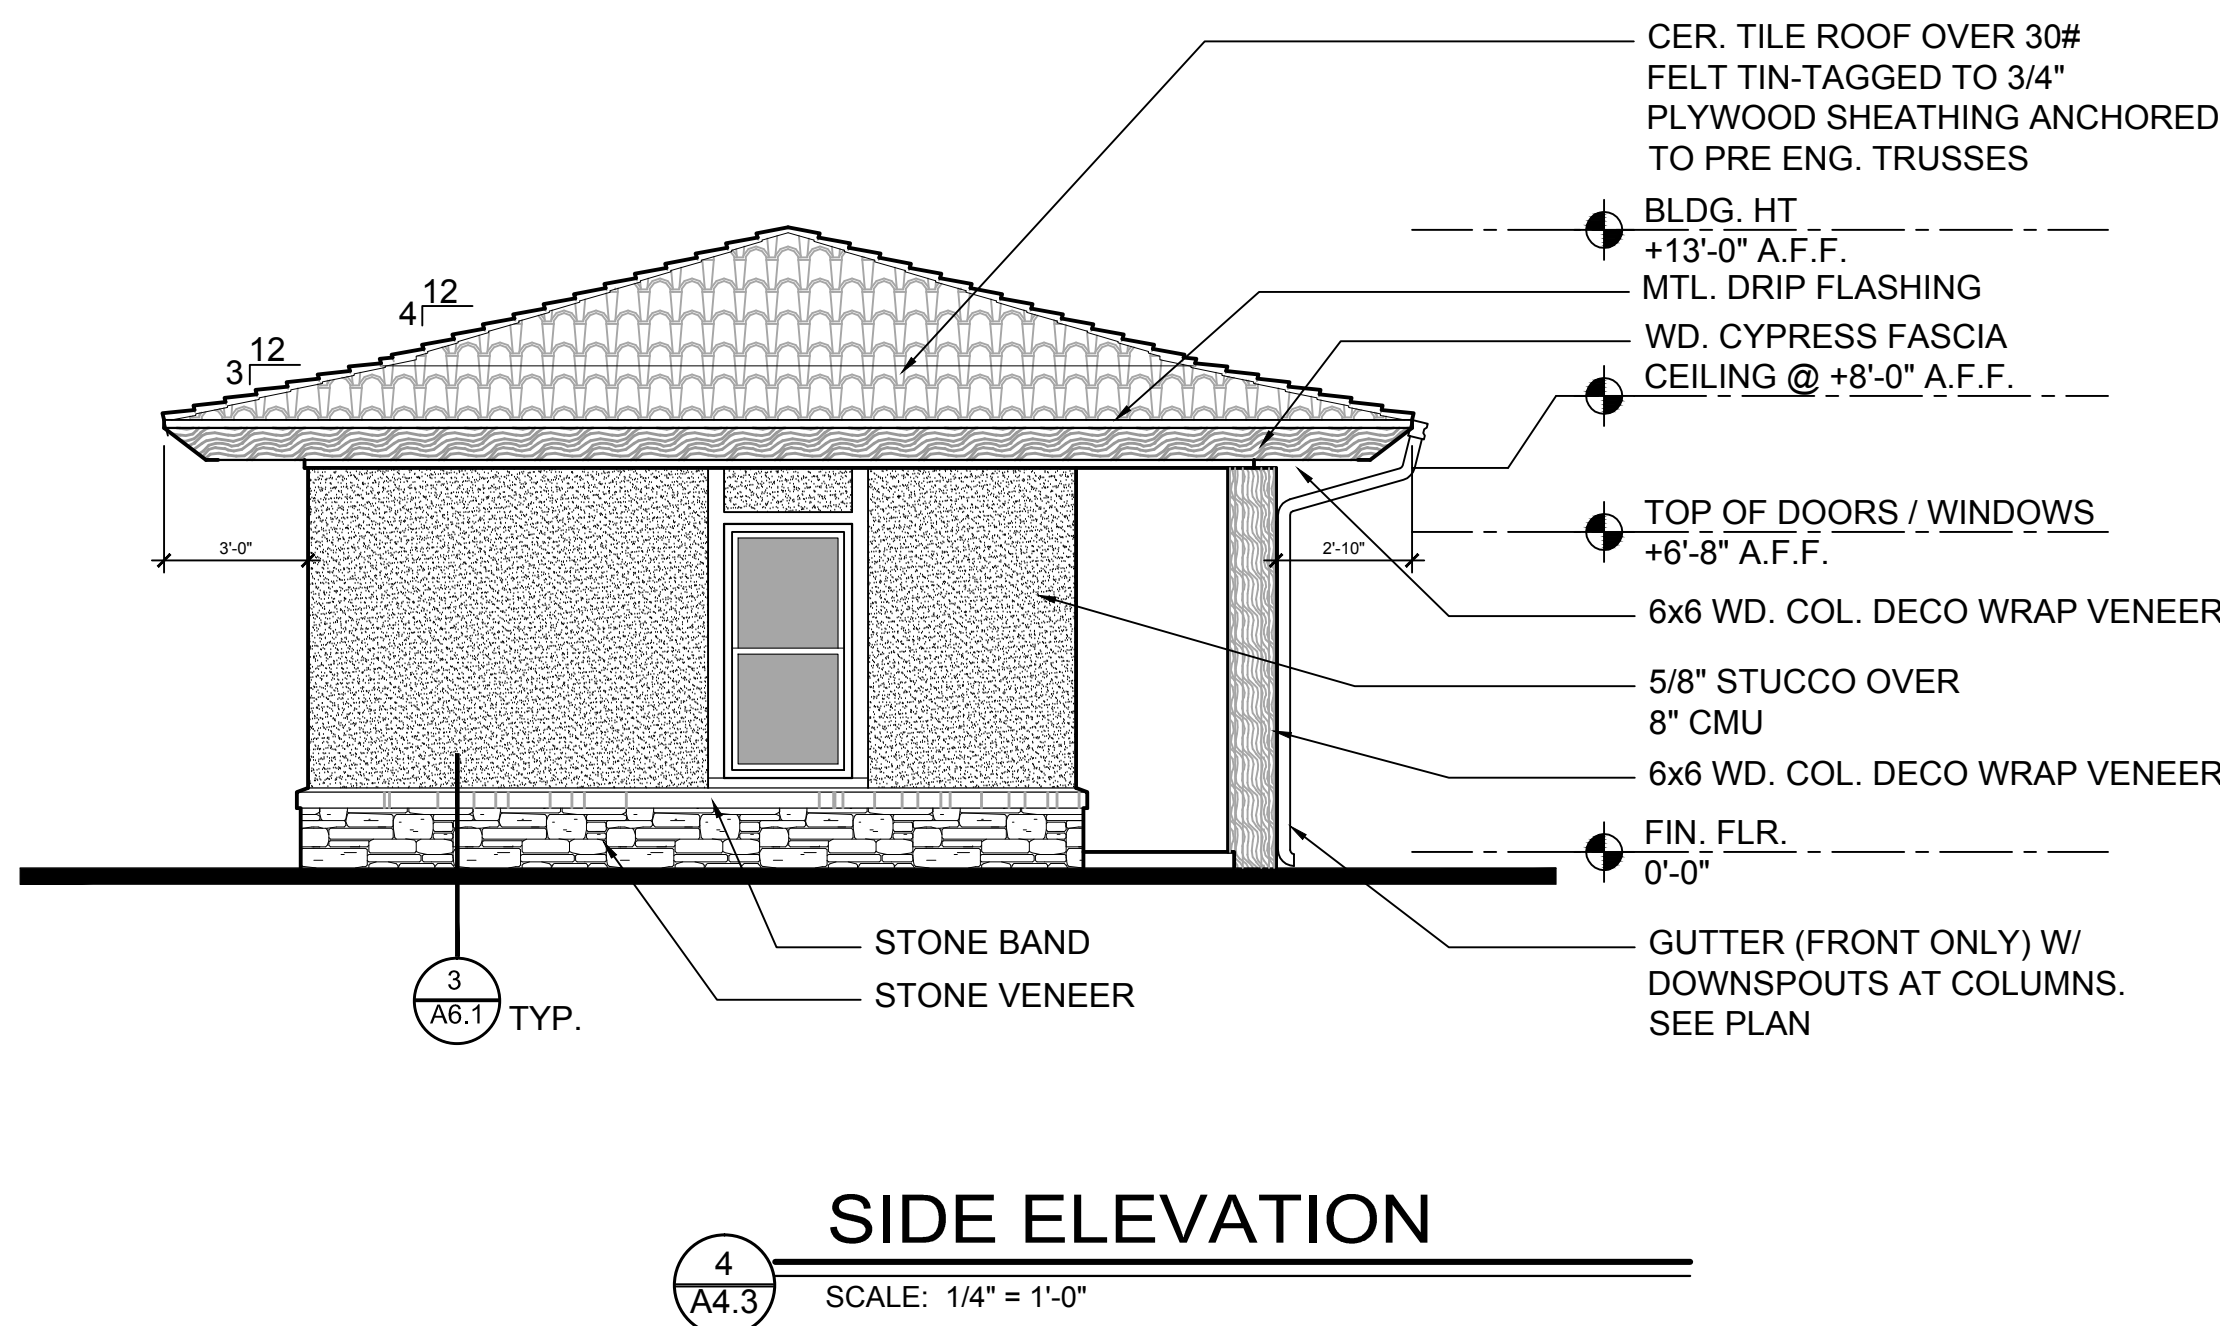 CER. TILE ROOF OVER 30#
FELT TIN-TAGGED TO 3/4"
PLYWOOD SHEATHING ANCHORED
TO PRE ENG. TRUSSES
BLDG. HT
+13'-0" A.F.F.
MTL. DRIP FLASHING
WD. CYPRESS FASCIA
CEILING @ +8'-0" A.F.F.
12
4
12
3
TOP OF DOORS / WINDOWS
+6'-8" A.F.F.
3'-0"
2'-10"
6x6 WD. COL. DECO WRAP VENEER
5/8" STUCCO OVER
8" CMU
6x6 WD. COL. DECO WRAP VENEER
FIN. FLR.
0'-0"
GUTTER (FRONT ONLY) W/
DOWNSPOUTS AT COLUMNS.
SEE PLAN
STONE BAND
STONE VENEER
3
A6.1
TYP.
SIDE ELEVATION
4
A4.3
SCALE: 1/4" = 1'-0"